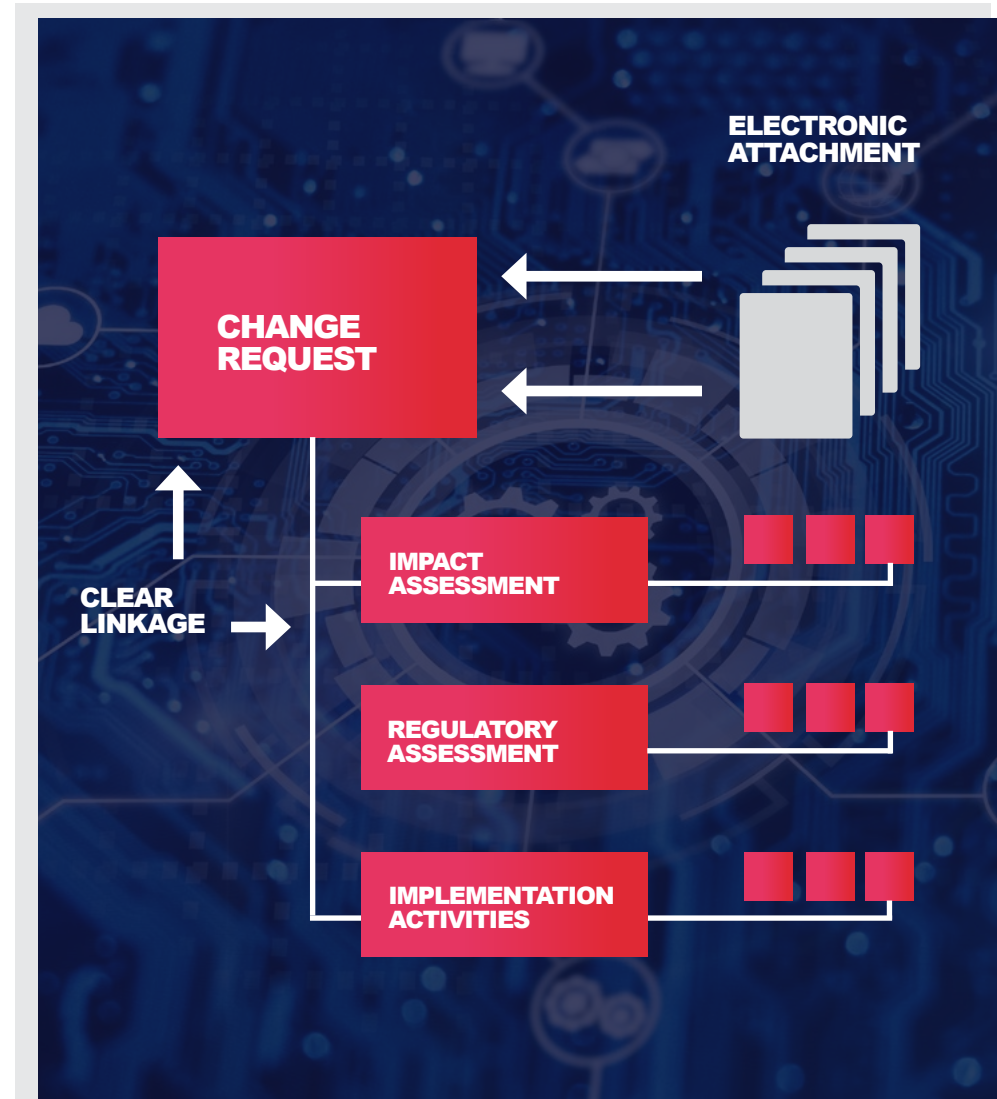 ELECTRONIC
ATTACHMENT
CHANGE
REQUEST
IMPACT
ASSESSMENT
CLEAR
LINKAGE
REGULATORY
ASSESSMENT
IMPLEMENTATION
ACTIVITIES